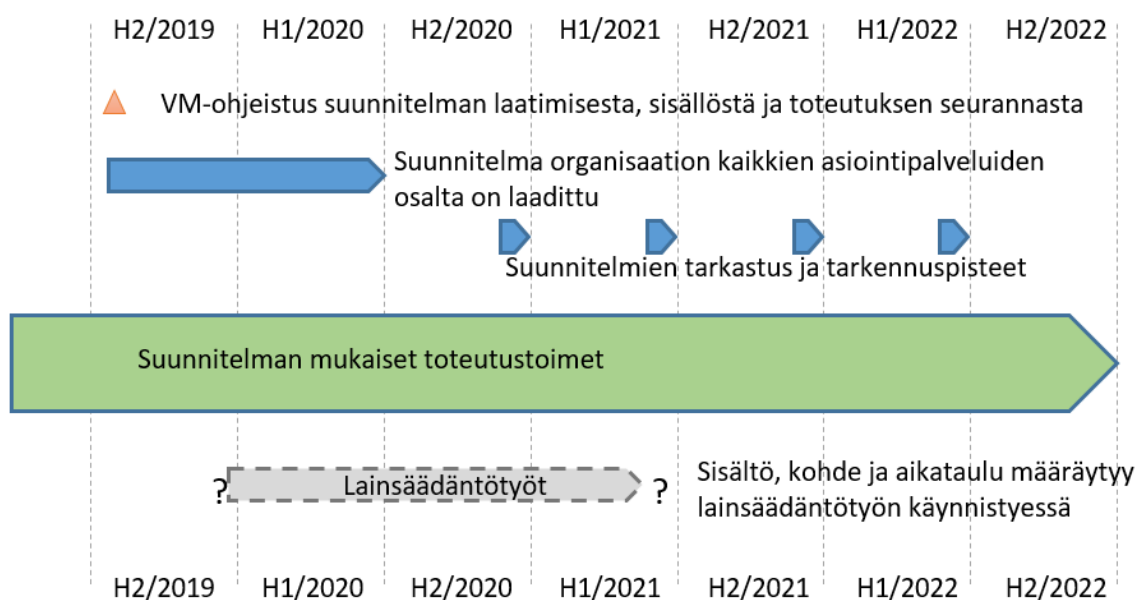 H2/2019 H1/2020 H2/2020 H1/2021 H2/2021 H1/2022 H2/2022
VM-ohjeistus suunnitelman laatimisesta, sisällöstä ja toteutuksen seurannasta
Suunnitelma organisaation kaikkien asiointipalveluiden
osalta on laadittu
Suunnitelmien tarkastus ja tarkennuspisteet
Suunnitelman mukaiset toteutustoimet
? Lainsäädäntötyöt ?
Sisältö, kohde ja aikataulu määräytyy
lainsäädäntötyön käynnistyessä
H2/2019 H1/2020 H2/2020 H1/2021 H2/2021 H1/2022 H2/2022